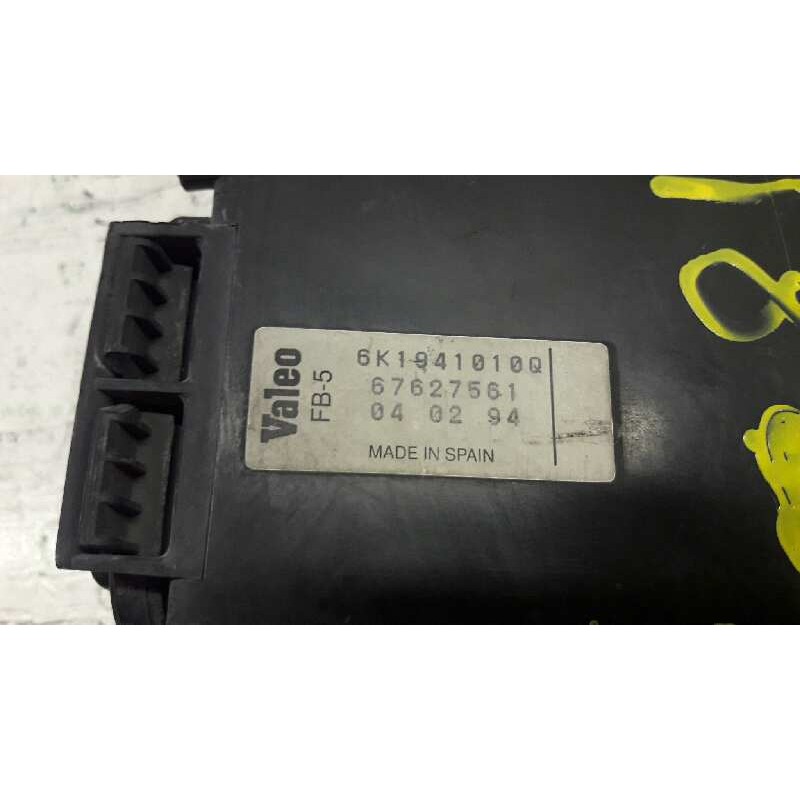 Valeo
FB-5
6K1941010Q
67627561
04 02 94
MADE IN SPAIN